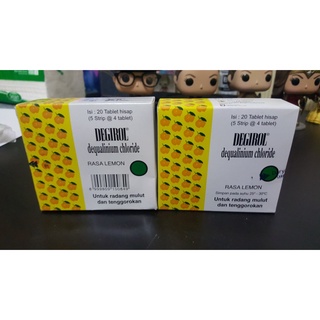 Isi : 20 Tablet hisap
(5 Strip @ 4 tablet)
DEGIROL®
dequalinium chloride
RASA LEMON
Untuk radang mulut
dan tenggorokan
Isi : 20 Tablet hisap
(5 Strip @ 4 tablet)
DEGIROL®
dequalinium chloride
RASA LEMON
Untuk radang mulut
dan tenggorokan